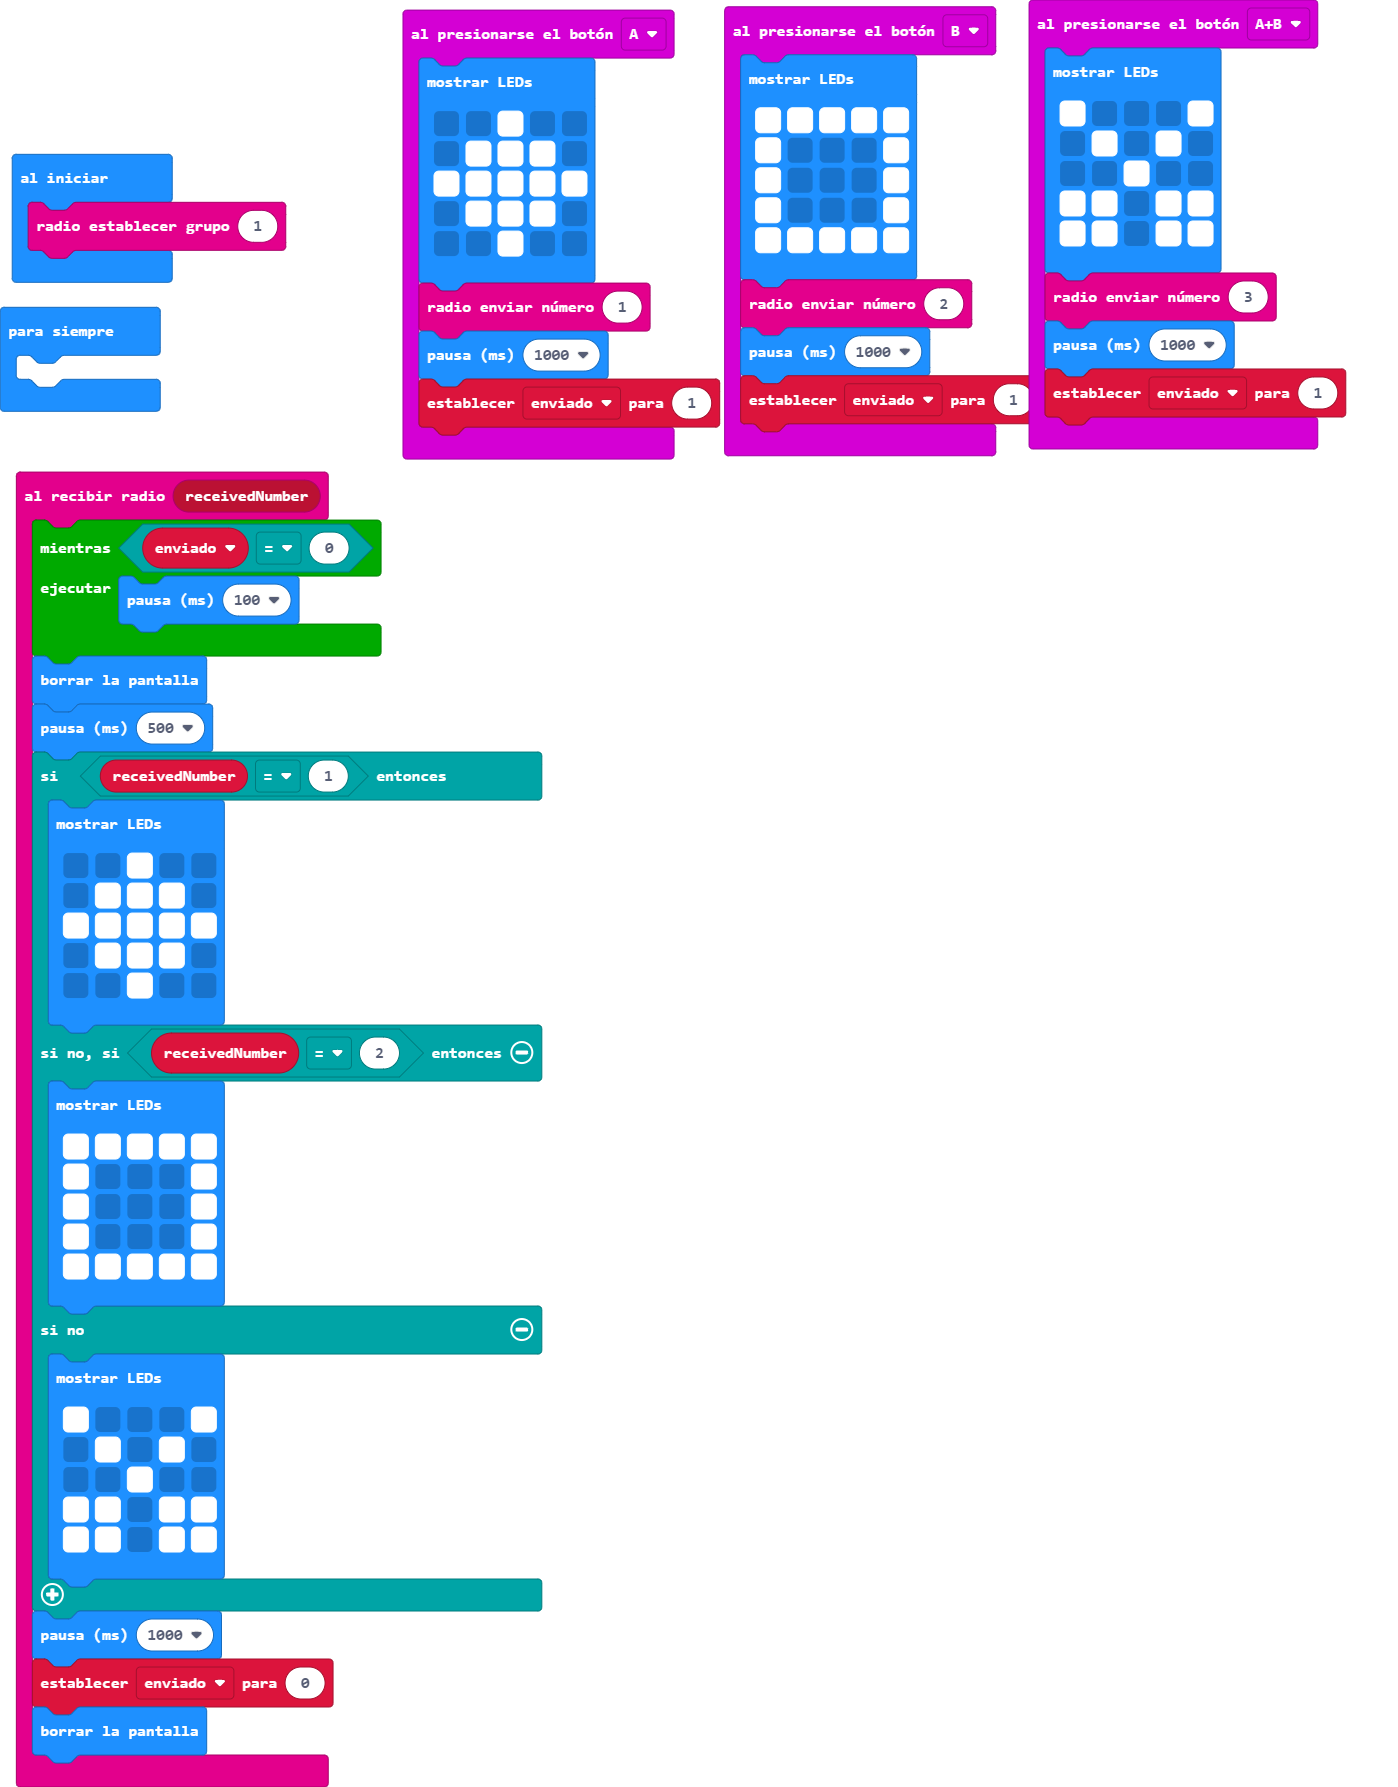 al iniciar
radio establecer grupo 1
para siempre
al presionarse el botón A
mostrar LEDs
radio enviar número 1
pausa (ms) 1000
establecer enviado para 1
al presionarse el botón B
mostrar LEDs
radio enviar número 2
pausa (ms) 1000
establecer enviado para 1
al presionarse el botón A+B
mostrar LEDs
radio enviar número 3
pausa (ms) 1000
establecer enviado para 1
al recibir radio receivedNumber
mientras enviado = 0
ejecutar pausa (ms) 100
borrar la pantalla
pausa (ms) 500
si receivedNumber = 1 entonces
mostrar LEDs
si no, si receivedNumber = 2 entonces
mostrar LEDs
si no
mostrar LEDs
pausa (ms) 1000
establecer enviado para 0
borrar la pantalla